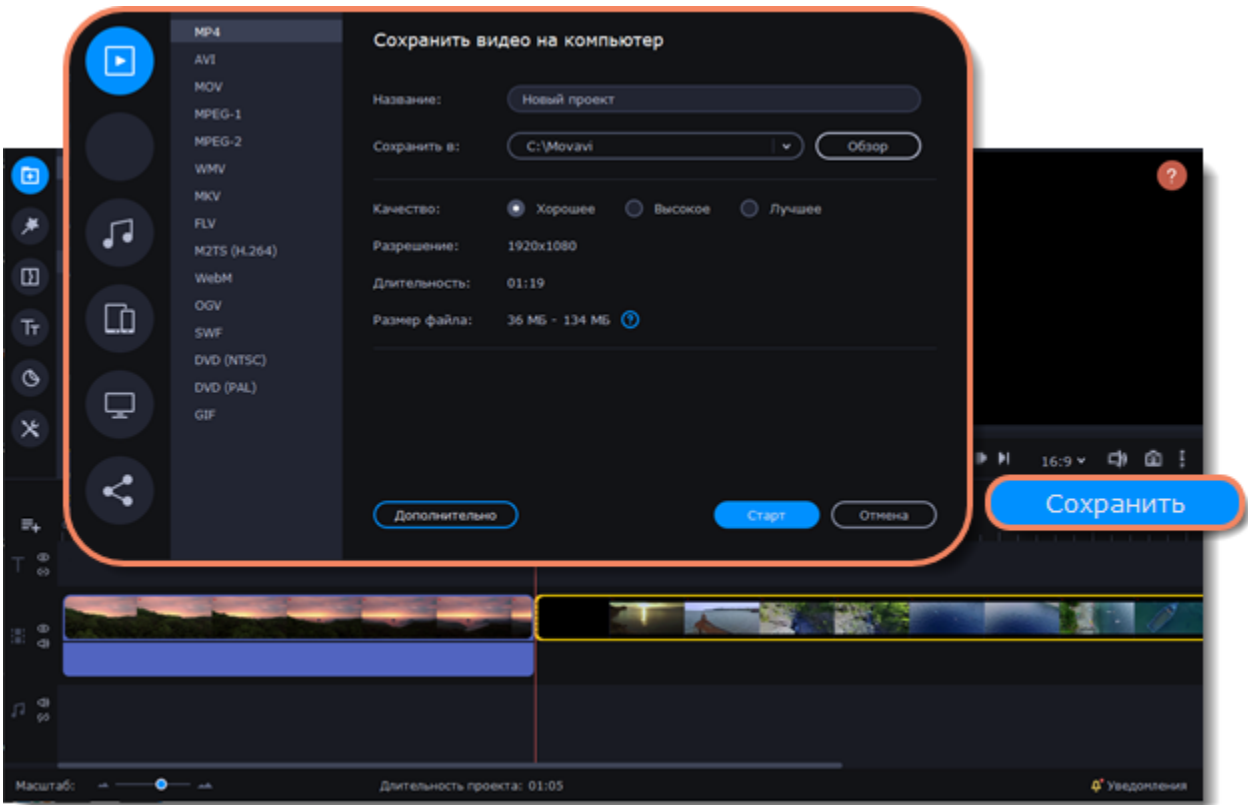 MP4
AVI
MOV
MPEG-1
MPEG-2
WMV
MKV
FLV
M2TS (H.264)
WebM
OGV
SWF
DVD (NTSC)
DVD (PAL)
GIF
Сохранить видео на компьютер
Название: Новый проект
Сохранить в: C:\Movavi Обзор
Качество: Хорошее Высокое Лучшее
Разрешение: 1920x1080
Длительность: 01:19
Размер файла: 36 МБ - 134 МБ ?
Дополнительно Старт Отмена
?
Tт
16:9
Сохранить
T
Масштаб: Длительность проекта: 01:05 Уведомления